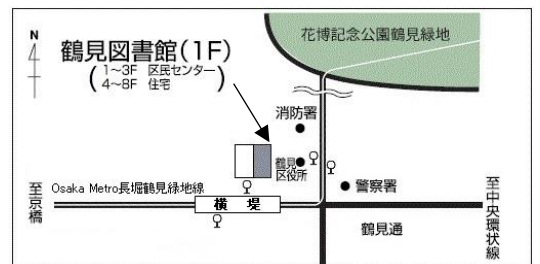 N
花博記念公園鶴見緑地
鶴見図書館(1F)
(1〜3F 区民センター
4〜8F 住宅)
消防署
鶴見
区役所
警察署
Osaka Metro長堀鶴見緑地線
横堤
鶴見通
至京橋
至中央環状線